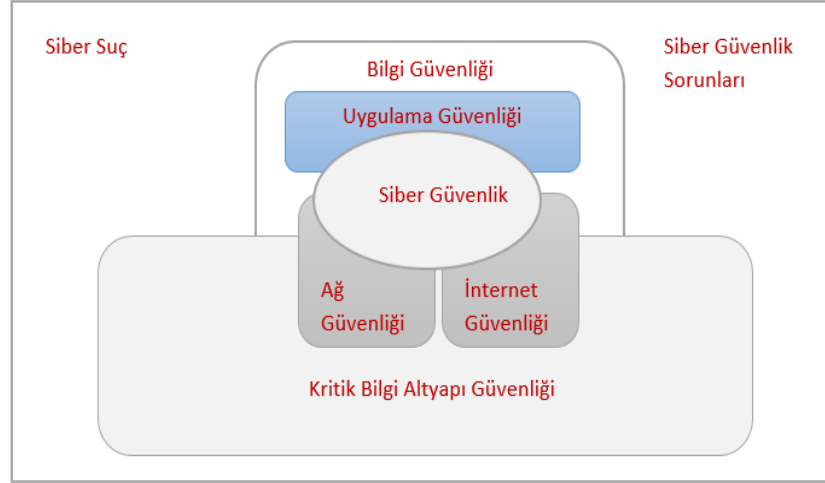 Siber Suç
Siber Güvenlik
Sorunları
Bilgi Güvenliği
Uygulama Güvenliği
Siber Güvenlik
Ağ
Güvenliği
İnternet
Güvenliği
Kritik Bilgi Altyapı Güvenliği